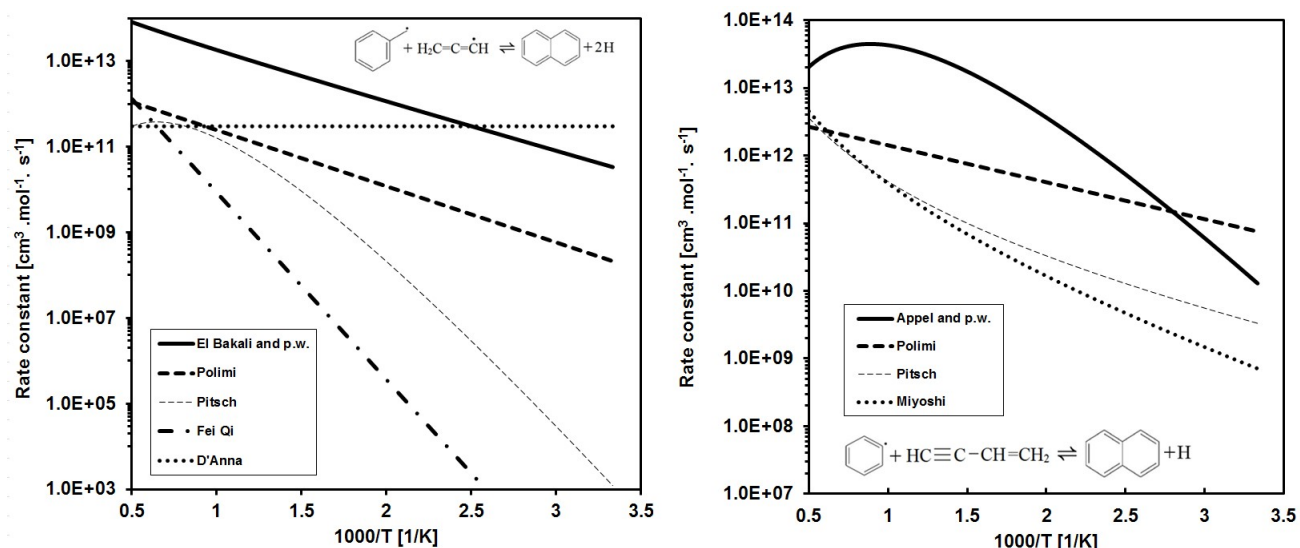 1.0E+13
1.0E+11
1.0E+09
1.0E+07
1.0E+05
1.0E+03
Rate constant [cm³ .mol⁻¹. s⁻¹]
+ H₂C=C=CH ⇌ +2H
El Bakali and p.w.
Polimi
Pitsch
Fei Qi
D'Anna
0.5 1 1.5 2 2.5 3 3.5
1000/T [1/K]
1.0E+14
1.0E+13
1.0E+12
1.0E+11
1.0E+10
1.0E+09
1.0E+08
1.0E+07
Rate constant [cm³ .mol⁻¹. s⁻¹]
Appel and p.w.
Polimi
Pitsch
Miyoshi
+ HC≡C-CH=CH₂ ⇌ +H
0.5 1 1.5 2 2.5 3 3.5
1000/T [1/K]